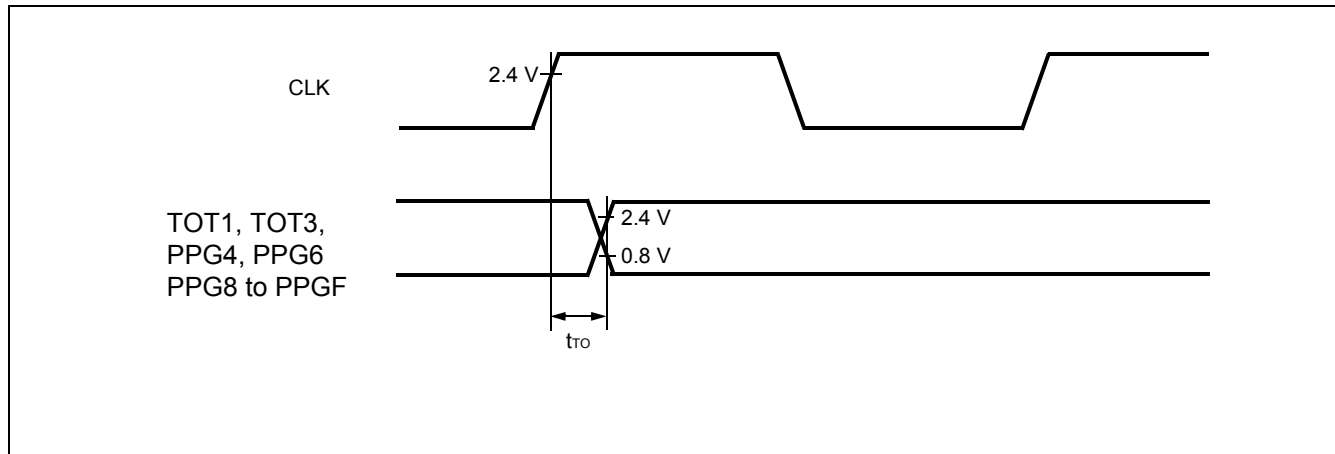 2.4 V
CLK
TOT1, TOT3,
PPG4, PPG6
PPG8 to PPGF
2.4 V
0.8 V
tTO